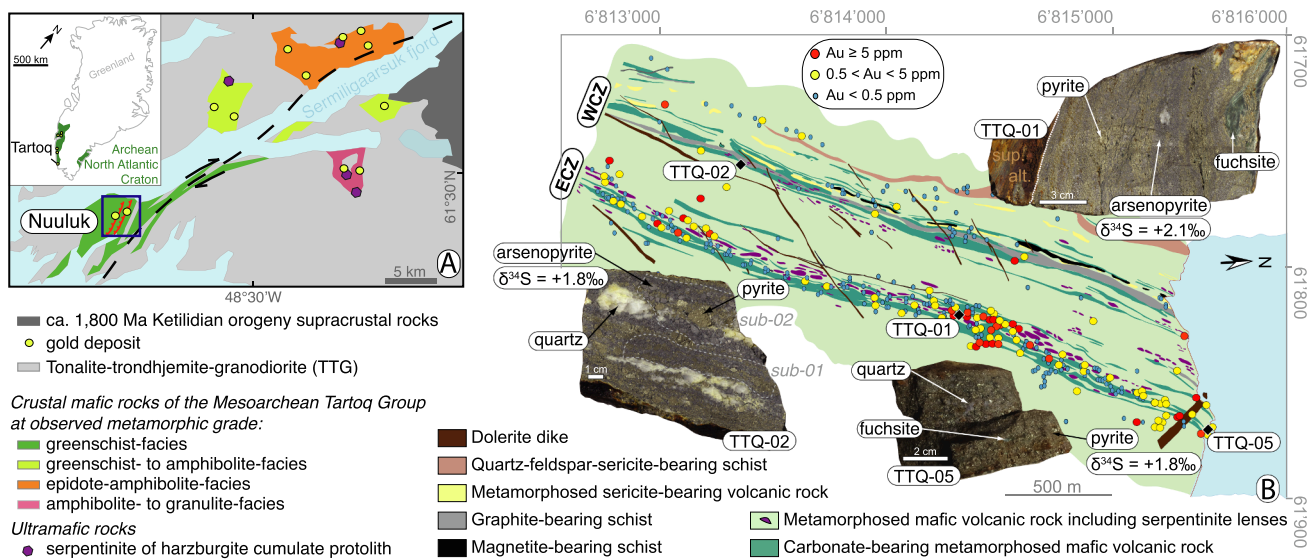 N
500 km
Greenland
Tartoq
Archean
North Atlantic
Craton
Sermiligaarsuk fjord
Nuuluk
61°30'N
A
5 km
48°30'W
ca. 1,800 Ma Ketilidian orogeny supracrustal rocks
gold deposit
Tonalite-trondhjemite-granodiorite (TTG)
Crustal mafic rocks of the Mesoarchean Tartoq Group
at observed metamorphic grade:
greenschist-facies
greenschist- to amphibolite-facies
epidote-amphibolite-facies
amphibolite- to granulite-facies
Ultramafic rocks
serpentinite of harzburgite cumulate protolith
6'813'000
6'814'000
6'815'000
6'816'000
61'700
61'800
61'900
Au ≥ 5 ppm
0.5 < Au < 5 ppm
Au < 0.5 ppm
WCZ
ECZ
TTQ-02
TTQ-01
sup.
alt.
pyrite
fuchsite
3 cm
arsenopyrite
δ³⁴S = +2.1‰
N
arsenopyrite
δ³⁴S = +1.8‰
pyrite
quartz
sub-02
sub-01
1 cm
TTQ-02
TTQ-01
quartz
fuchsite
pyrite
δ³⁴S = +1.8‰
2 cm
TTQ-05
TTQ-05
500 m
B
Dolerite dike
Quartz-feldspar-sericite-bearing schist
Metamorphosed sericite-bearing volcanic rock
Graphite-bearing schist
Magnetite-bearing schist
Metamorphosed mafic volcanic rock including serpentinite lenses
Carbonate-bearing metamorphosed mafic volcanic rock